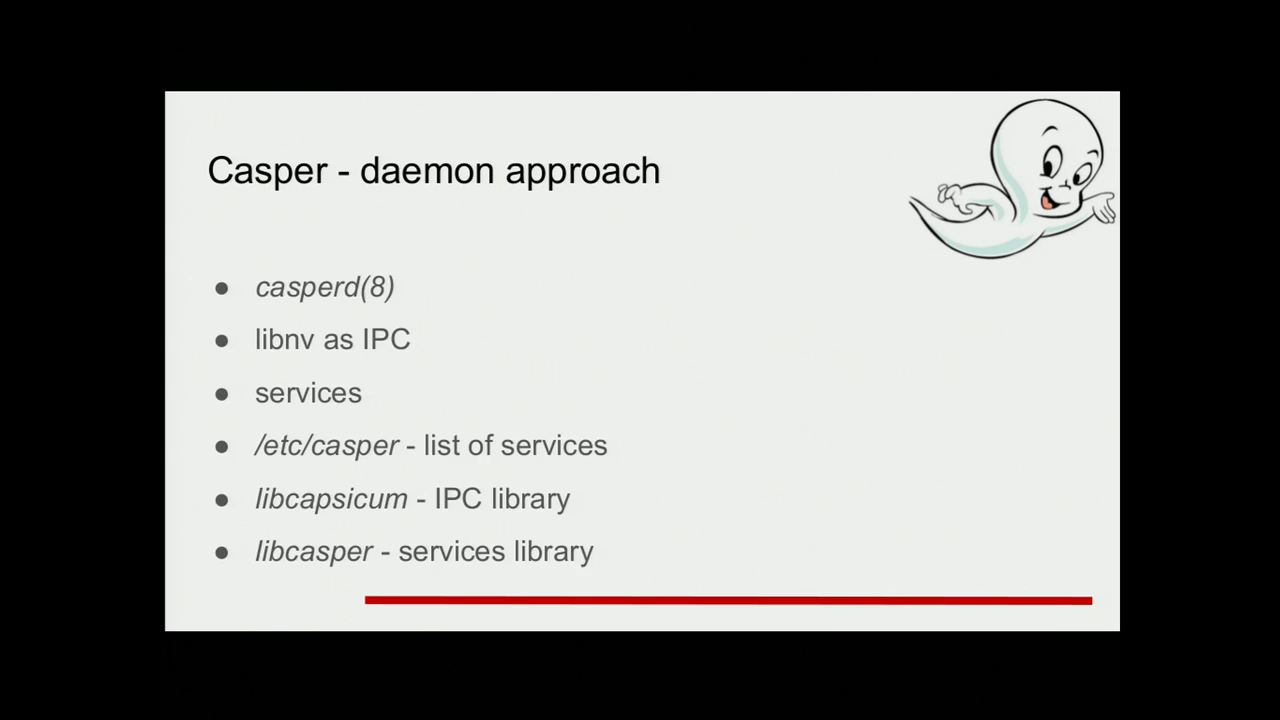 Casper - daemon approach
● casperd(8)
● libnv as IPC
● services
● /etc/casper - list of services
● libcapsicum - IPC library
● libcasper - services library